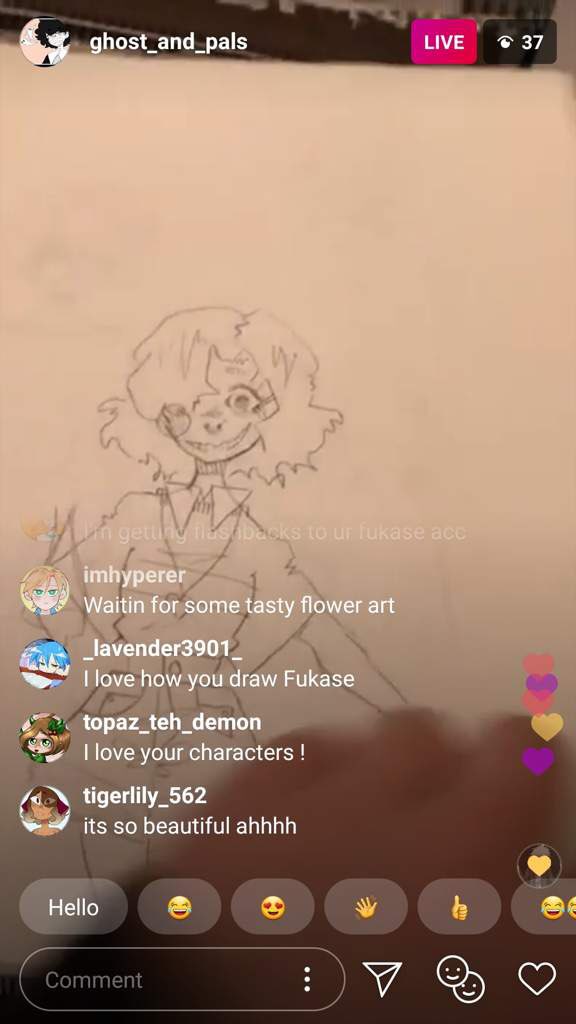 ghost_and_pals
LIVE
37
I'm getting flashbacks to ur fukase acc
imhyperer
Waitin for some tasty flower art
_lavender3901_
I love how you draw Fukase
topaz_teh_demon
I love your characters !
tigerlily_562
its so beautiful ahhhh
Hello
Comment